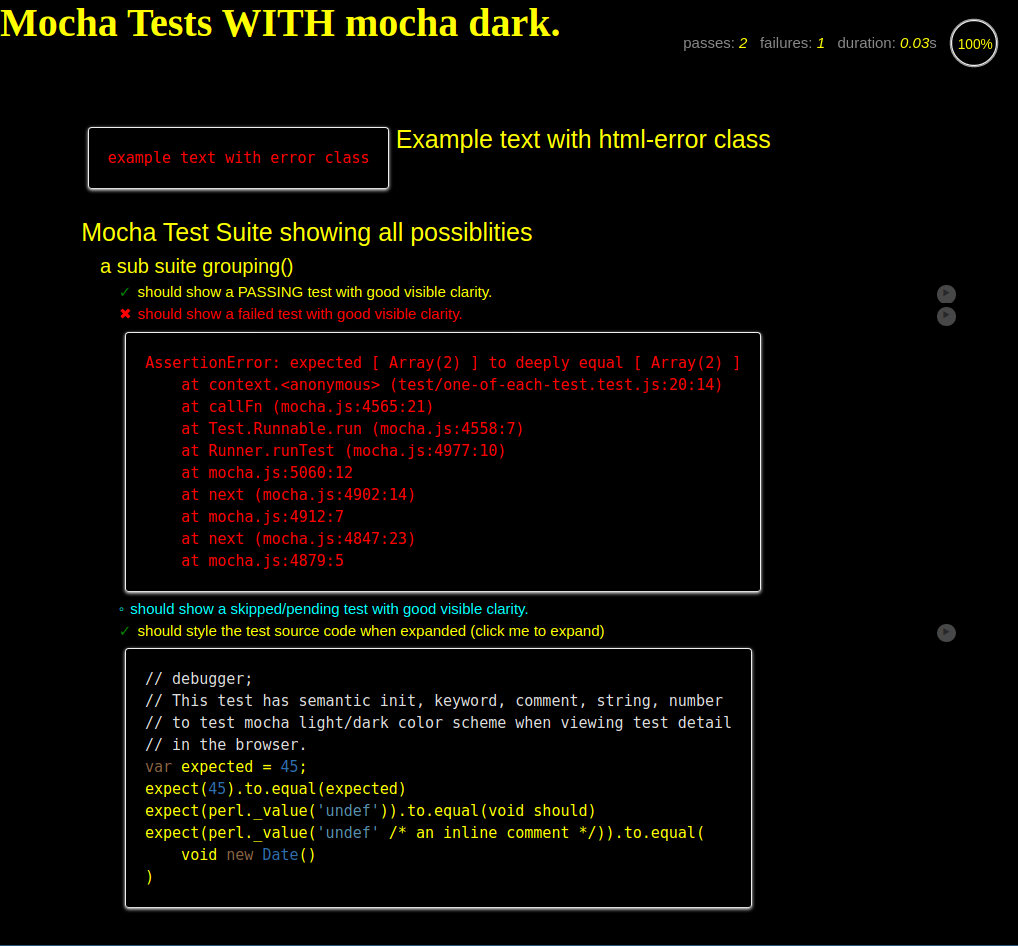 Mocha Tests WITH mocha dark.
passes: 2 failures: 1 duration: 0.03s 100%
example text with error class
Example text with html-error class
Mocha Test Suite showing all possiblities
a sub suite grouping()
✓ should show a PASSING test with good visible clarity.
✖ should show a failed test with good visible clarity.
AssertionError: expected [ Array(2) ] to deeply equal [ Array(2) ]
    at context.<anonymous> (test/one-of-each-test.test.js:20:14)
    at callFn (mocha.js:4565:21)
    at Test.Runnable.run (mocha.js:4558:7)
    at Runner.runTest (mocha.js:4977:10)
    at mocha.js:5060:12
    at next (mocha.js:4902:14)
    at mocha.js:4912:7
    at next (mocha.js:4847:23)
    at mocha.js:4879:5
◦ should show a skipped/pending test with good visible clarity.
✓ should style the test source code when expanded (click me to expand)
// debugger;
// This test has semantic init, keyword, comment, string, number
// to test mocha light/dark color scheme when viewing test detail
// in the browser.
var expected = 45;
expect(45).to.equal(expected)
expect(perl._value('undef')).to.equal(void should)
expect(perl._value('undef' /* an inline comment */)).to.equal(
    void new Date()
)